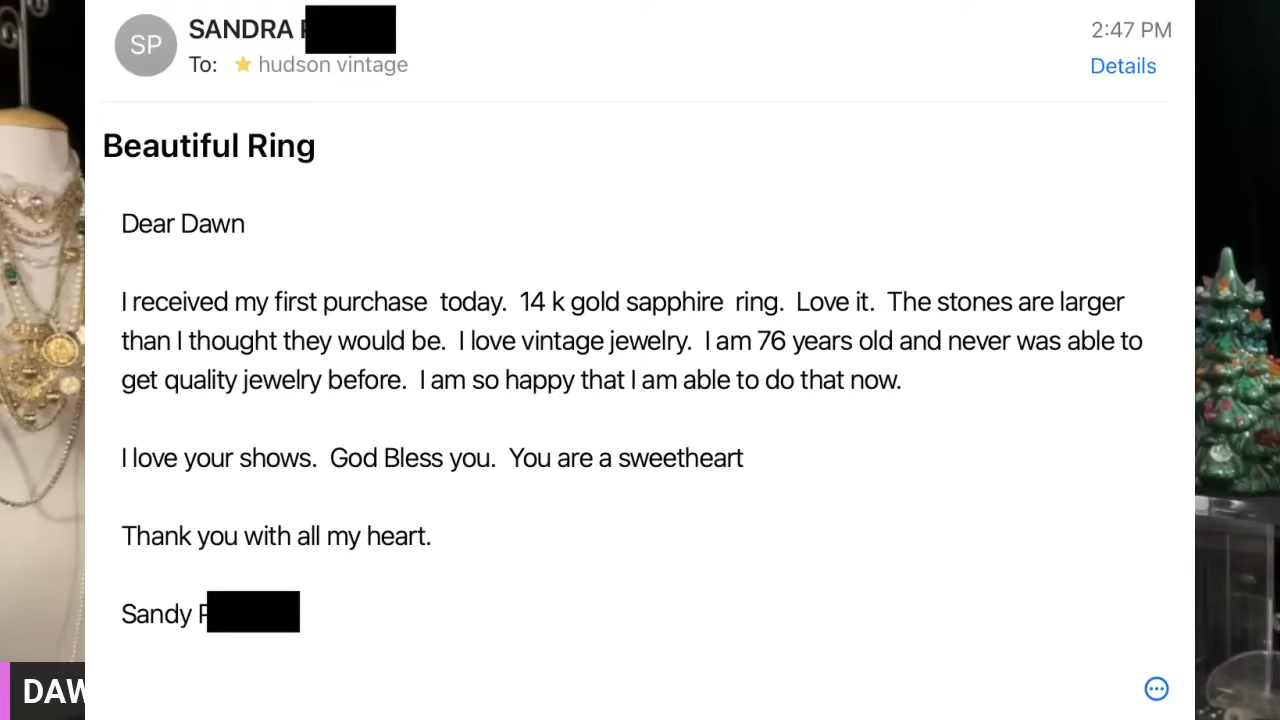 SP
SANDRA P
2:47 PM
To: ⭐ hudson vintage
Details
Beautiful Ring
Dear Dawn
I received my first purchase  today.  14 k gold sapphire  ring.  Love it.  The stones are larger
than I thought they would be.  I love vintage jewelry.  I am 76 years old and never was able to
get quality jewelry before.  I am so happy that I am able to do that now.
I love your shows.  God Bless you.  You are a sweetheart
Thank you with all my heart.
Sandy P
DAW